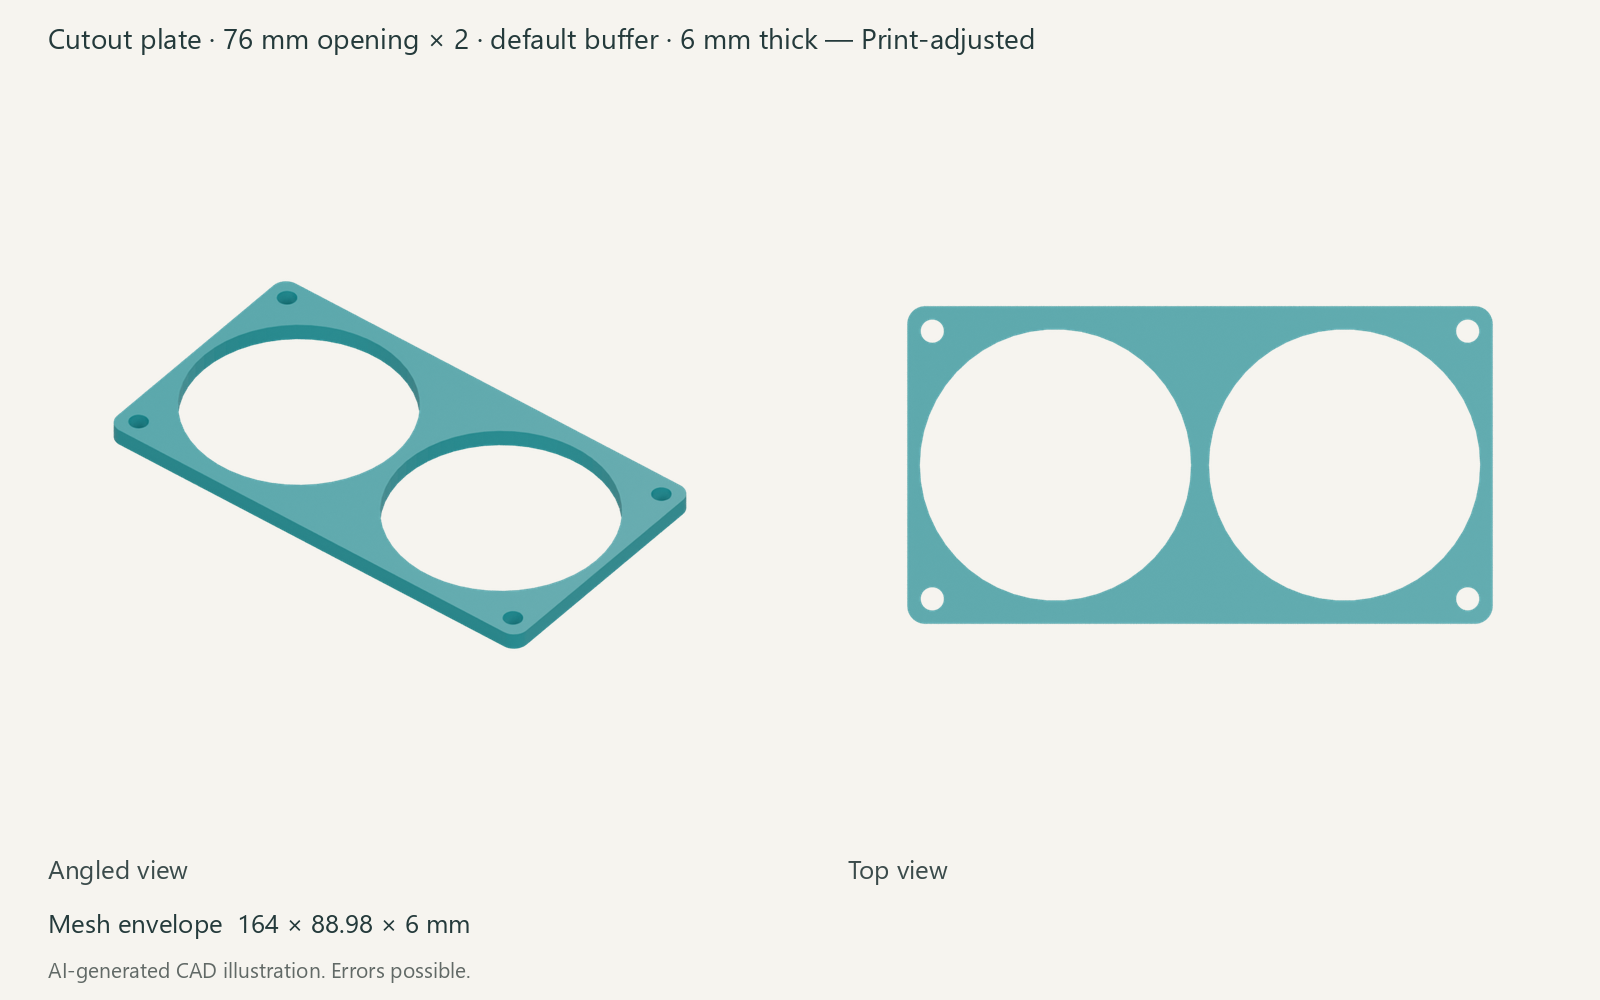 Cutout plate · 76 mm opening × 2 · default buffer · 6 mm thick — Print-adjusted
Angled view
Top view
Mesh envelope 164 × 88.98 × 6 mm
AI-generated CAD illustration. Errors possible.